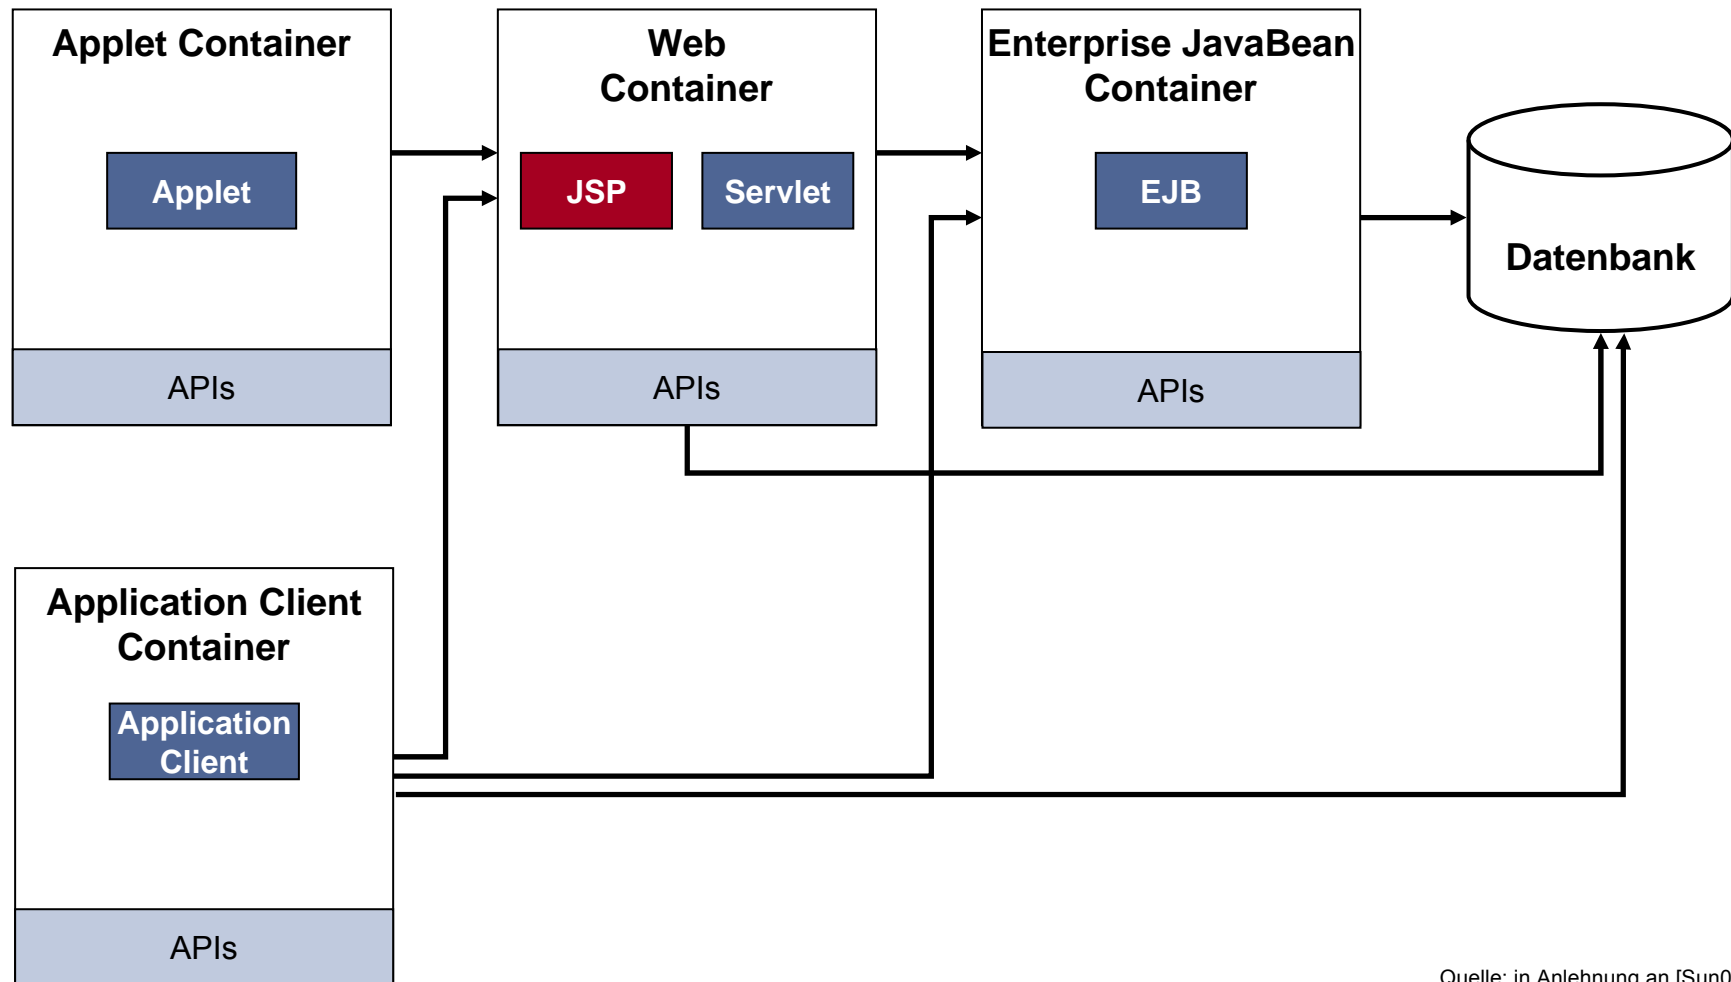 Applet Container
Applet
APIs
Web
Container
JSP
Servlet
APIs
Enterprise JavaBean
Container
EJB
APIs
Datenbank
Application Client
Container
Application
Client
APIs
Quelle: in Anlehnung an [Sun0